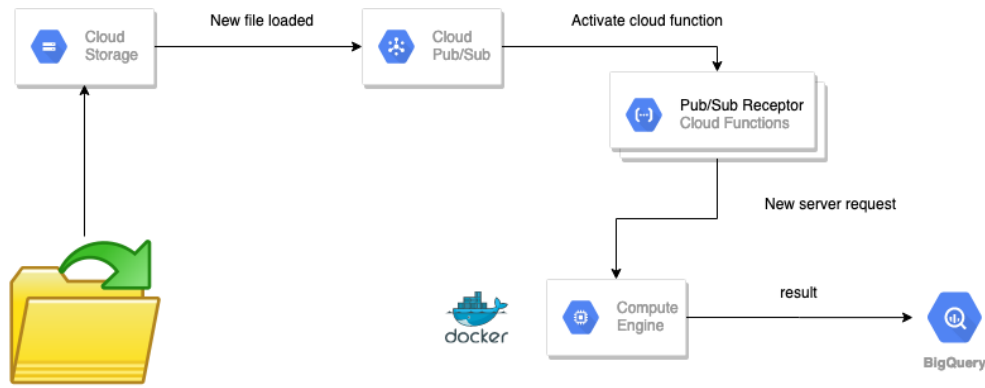 New file loaded
Activate cloud function
Cloud
Storage
Cloud
Pub/Sub
Pub/Sub Receptor
Cloud Functions
New server request
docker
Compute
Engine
result
BigQuery